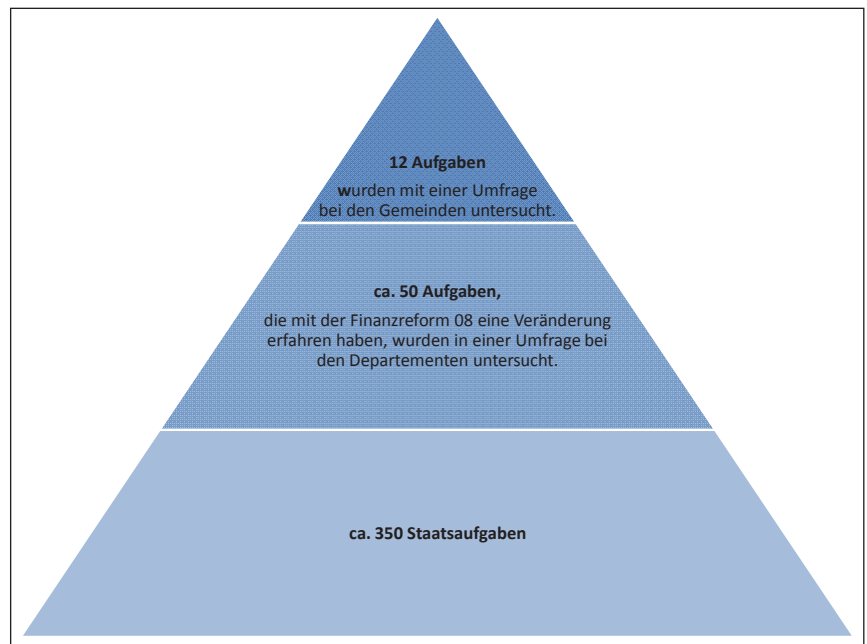 12 Aufgaben
wurden mit einer Umfrage
bei den Gemeinden untersucht.
ca. 50 Aufgaben,
die mit der Finanzreform 08 eine Veränderung
erfahren haben, wurden in einer Umfrage bei
den Departementen untersucht.
ca. 350 Staatsaufgaben